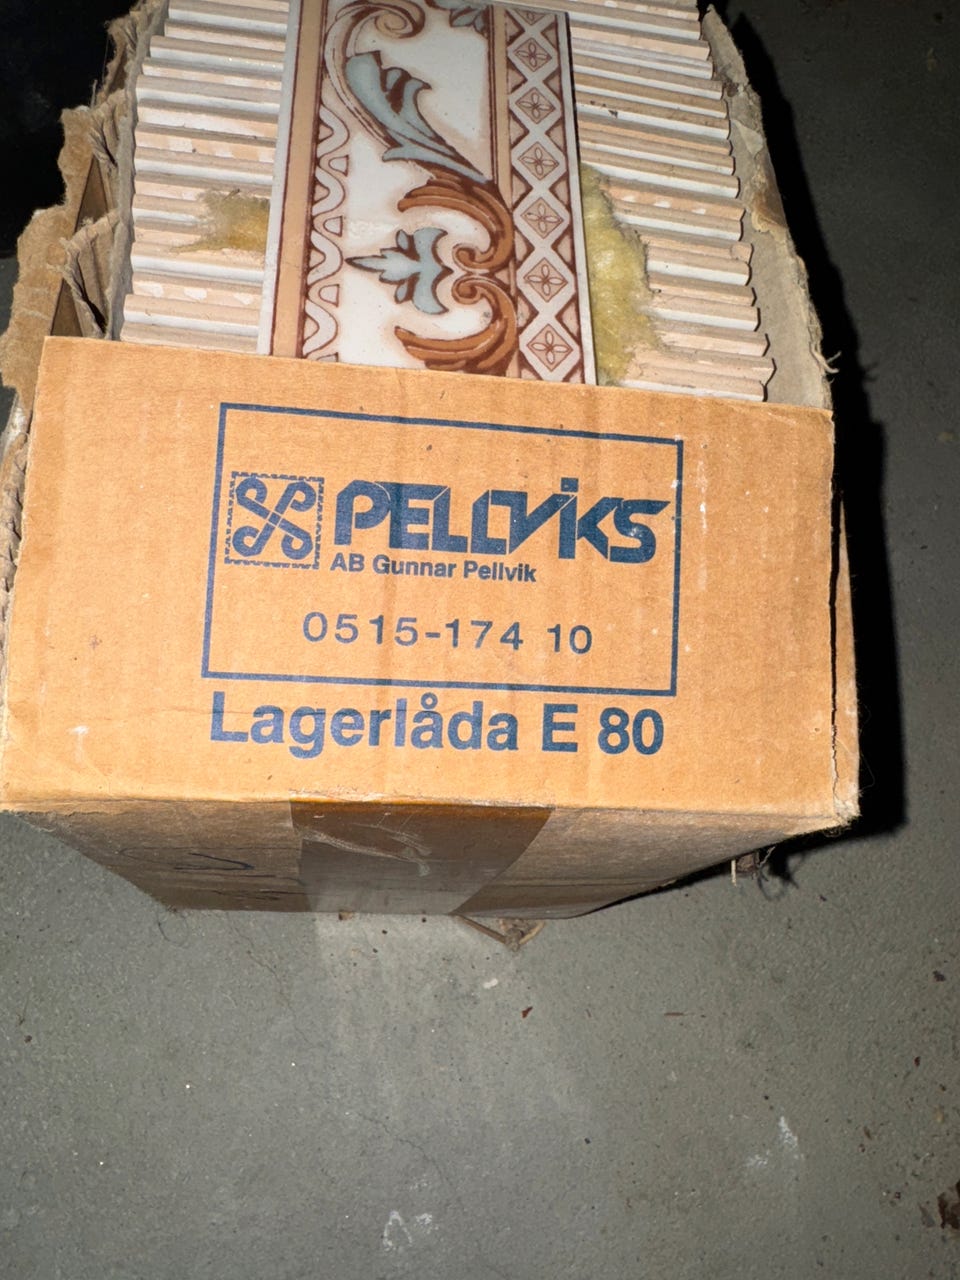 PELLViKS
AB Gunnar Pellvik
0515-174 10
Lagerlåda E 80